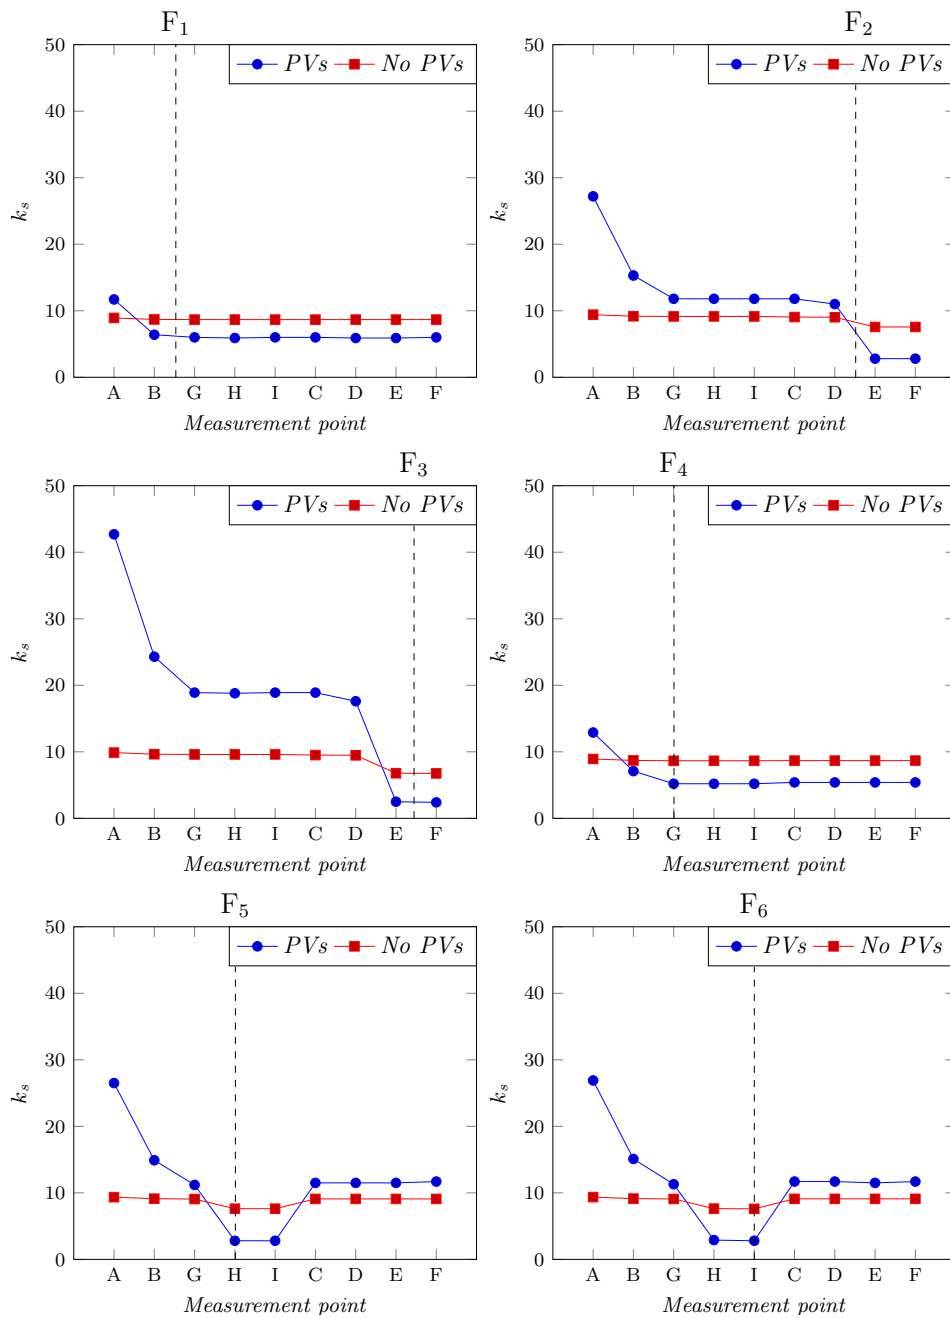 F1
PVs No PVs
50
40
30
20
10
0
ks
A B G H I C D E F
Measurement point
F2
PVs No PVs
50
40
30
20
10
0
ks
A B G H I C D E F
Measurement point
F3
PVs No PVs
50
40
30
20
10
0
ks
A B G H I C D E F
Measurement point
F4
PVs No PVs
50
40
30
20
10
0
ks
A B G H I C D E F
Measurement point
F5
PVs No PVs
50
40
30
20
10
0
ks
A B G H I C D E F
Measurement point
F6
PVs No PVs
50
40
30
20
10
0
ks
A B G H I C D E F
Measurement point